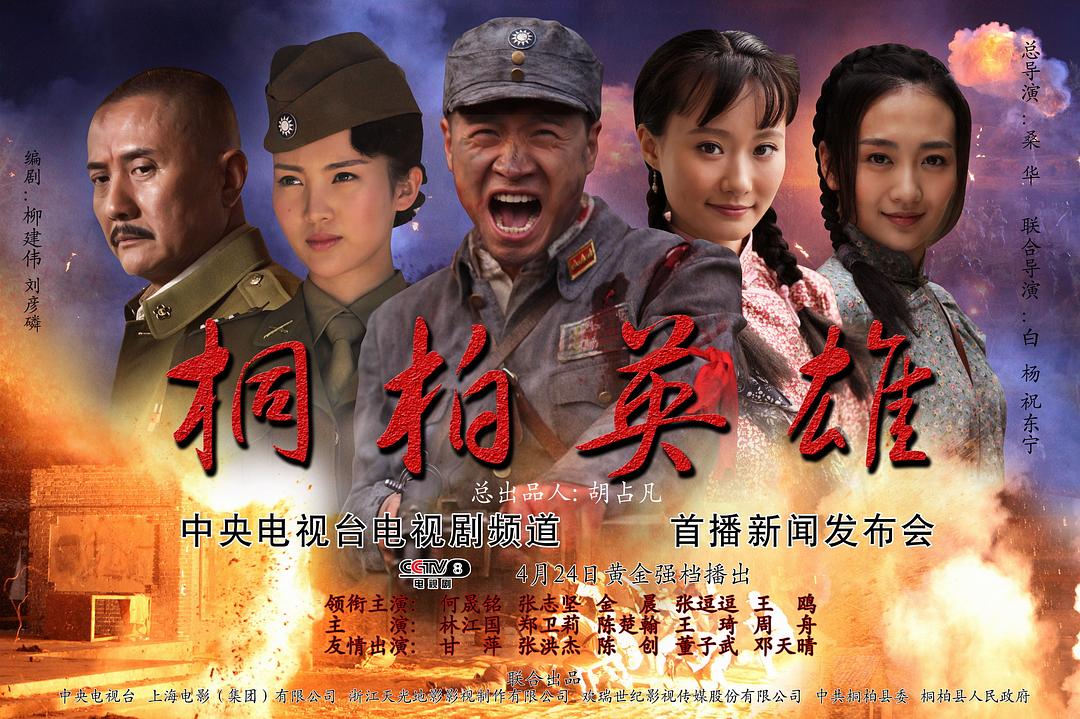 编剧：柳建伟 刘彦磷
总导演：桑 华 联合导演：白 杨 祝东宁
桐柏英雄
总出品人：胡占凡
中央电视台电视剧频道 首播新闻发布会
CCTV 8
电视剧
4月24日黄金强档播出
领衔主演： 何晟铭 张志坚 金 晨 张逗逗 王 鸥
主 演： 林江国 郑卫莉 陈楚翰 王 琦 周 舟
友情出演： 甘 萍 张洪杰 陈 创 董子武 邓天晴
联合出品
中央电视台 上海电影（集团）有限公司 浙江天光地影影视制作有限公司 欢瑞世纪影视传媒股份有限公司 中共桐柏县委 桐柏县人民政府